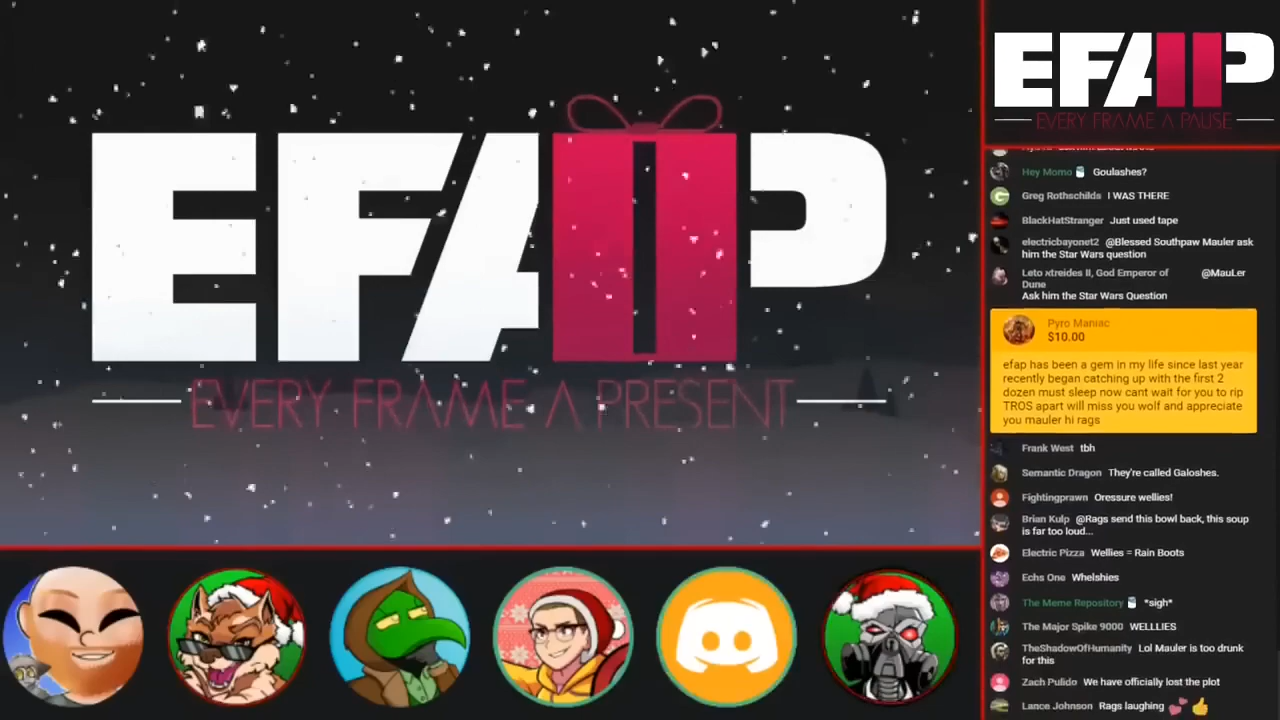 EFAP
EVERY FRAME A PRESENT
EFAP
EVERY FRAME A PAUSE
Hey Momo Goulashes?
Greg Rothschilds I WAS THERE
BlackHatStranger Just used tape
electricbayonet2 @Blessed Southpaw Mauler ask
him the Star Wars question
Leto xtreides II, God Emperor of @MauLer
Dune
Ask him the Star Wars Question
Pyro Maniac
$10.00
efap has been a gem in my life since last year
recently began catching up with the first 2
dozen must sleep now cant wait for you to rip
TROS apart will miss you wolf and appreciate
you mauler hi rags
Frank West tbh
Semantic Dragon They're called Galoshes.
Fightingprawn Oressure wellies!
Brian Kulp @Rags send this bowl back, this soup
is far too loud...
Electric Pizza Wellies = Rain Boots
Echs One Whelshies
The Meme Repository *sigh*
The Major Spike 9000 WELLLIES
TheShadowOfHumanity Lol Mauler is too drunk
for this
Zach Pulido We have officially lost the plot
Lance Johnson Rags laughing 💕 👍